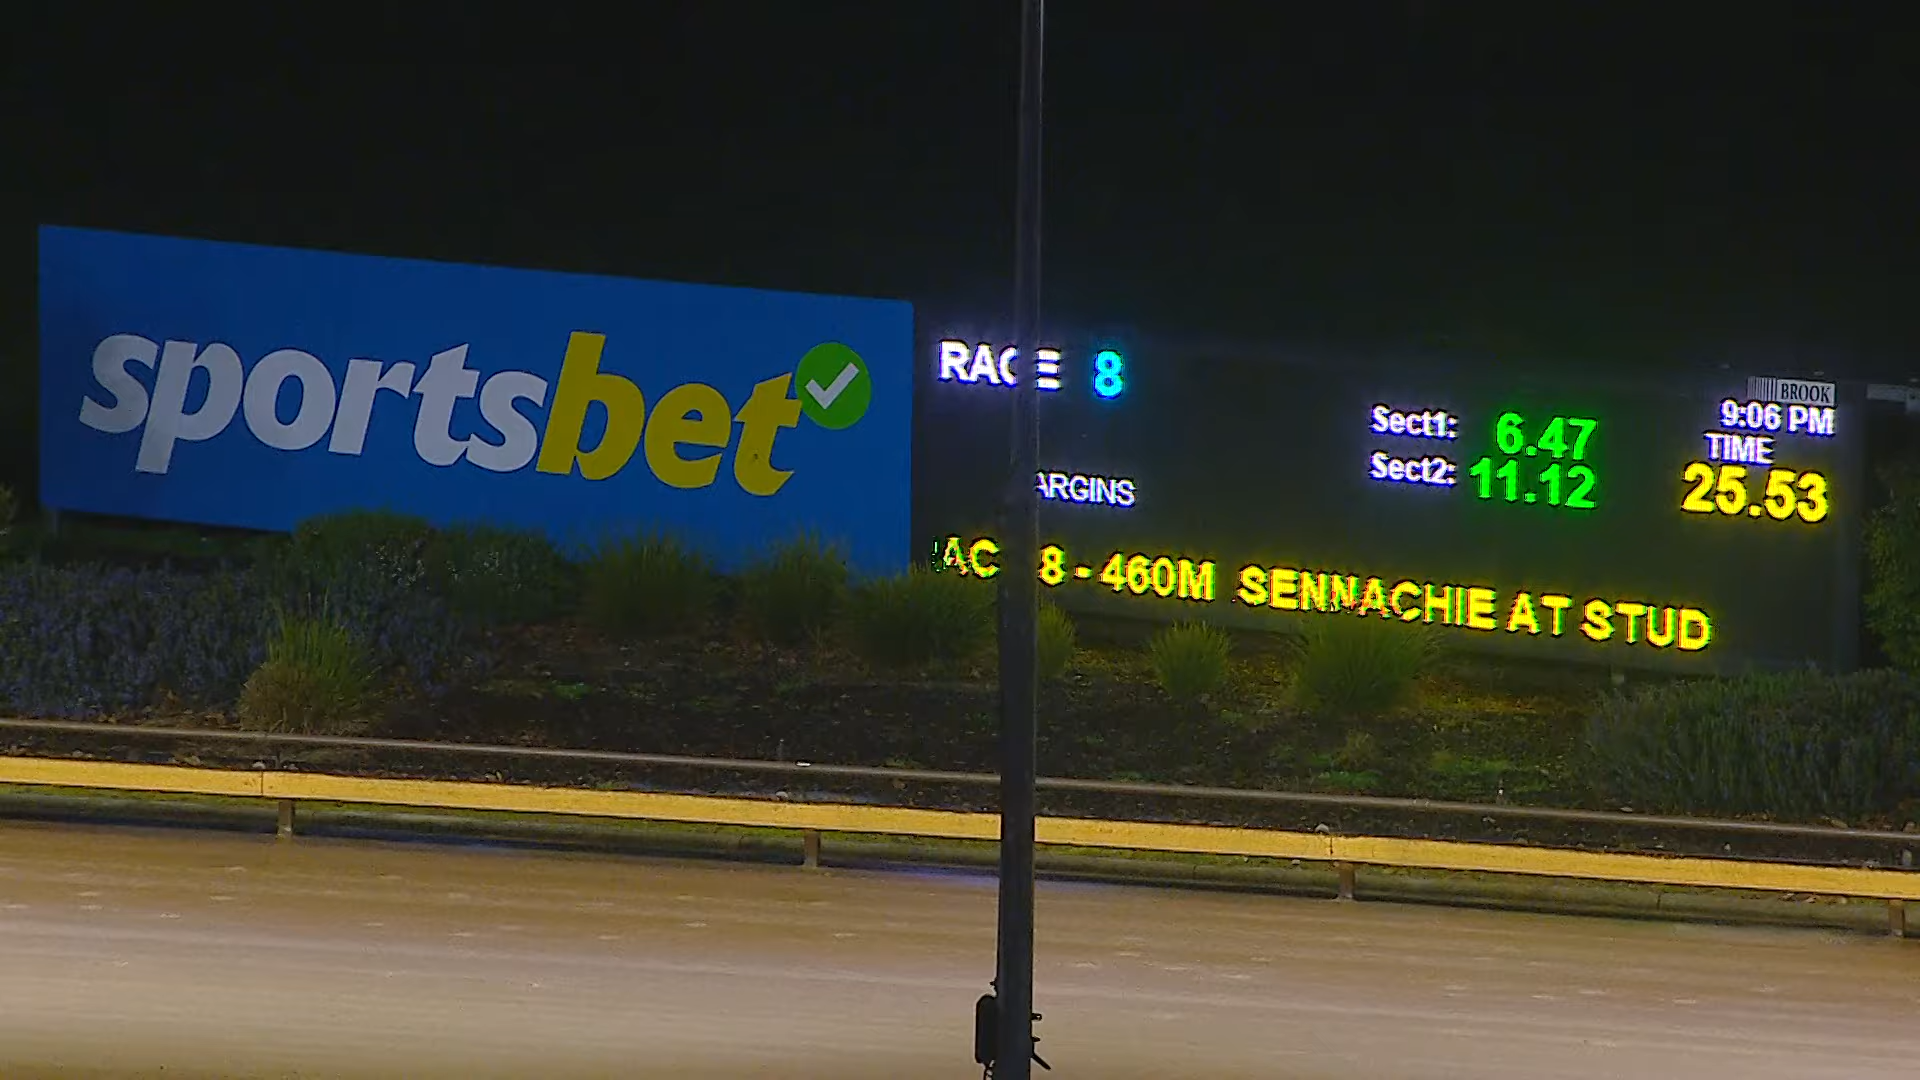 sportsbet
RACE 8
BROOK
9:06 PM
Sect1: 6.47
TIME
Sect2: 11.12
25.53
ARGINS
AC 8 - 460M SENNACHIE AT STUD